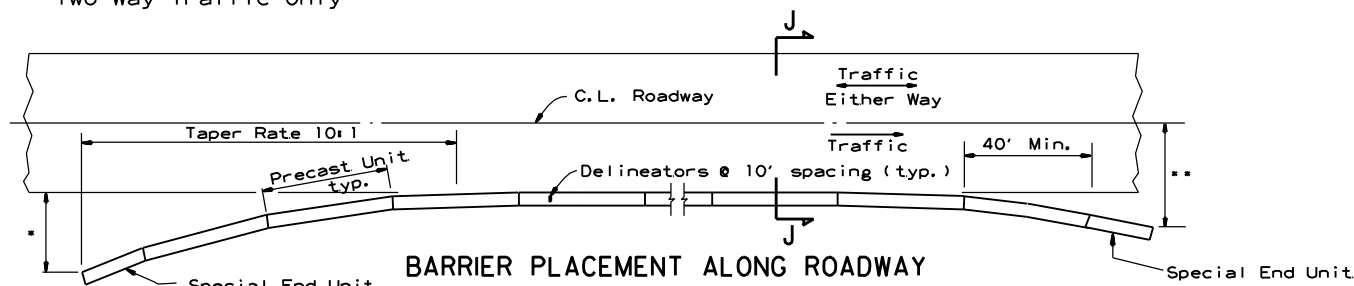 Two Way Traffic Only
J
Traffic
Either Way
C.L. Roadway
Taper Rate 10:1
Traffic
40' Min.
Precast Unit
typ.
Delineators @ 10' spacing (typ.)
*
**
J
BARRIER PLACEMENT ALONG ROADWAY
Special End Unit
Special End Unit